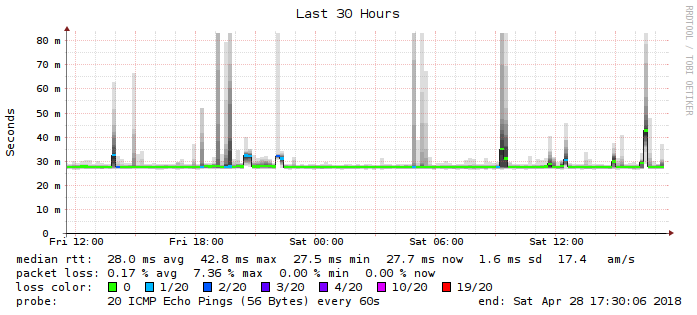 Last 30 Hours
RRDTOOL / TOBI OETIKER
Seconds
80 m
70 m
60 m
50 m
40 m
30 m
20 m
10 m
0
Fri 12:00 Fri 18:00 Sat 00:00 Sat 06:00 Sat 12:00
median rtt: 28.0 ms avg 42.8 ms max 27.5 ms min 27.7 ms now 1.6 ms sd 17.4 am/s
packet loss: 0.17 % avg 7.36 % max 0.00 % min 0.00 % now
loss color: 0 1/20 2/20 3/20 4/20 10/20 19/20
probe: 20 ICMP Echo Pings (56 Bytes) every 60s end: Sat Apr 28 17:30:06 2018